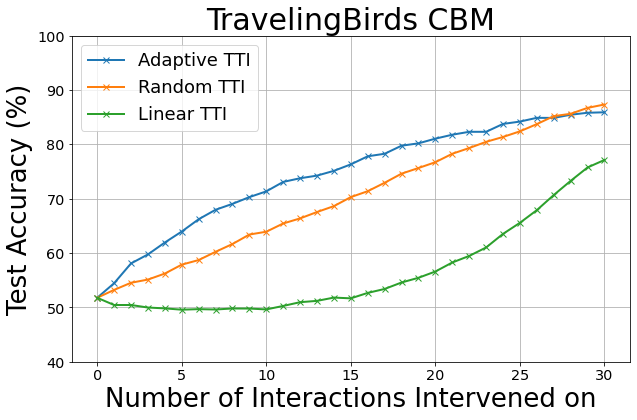 TravelingBirds CBM
Test Accuracy (%)
100
90
80
70
60
50
40
Adaptive TTI
Random TTI
Linear TTI
0 5 10 15 20 25 30
Number of Interactions Intervened on